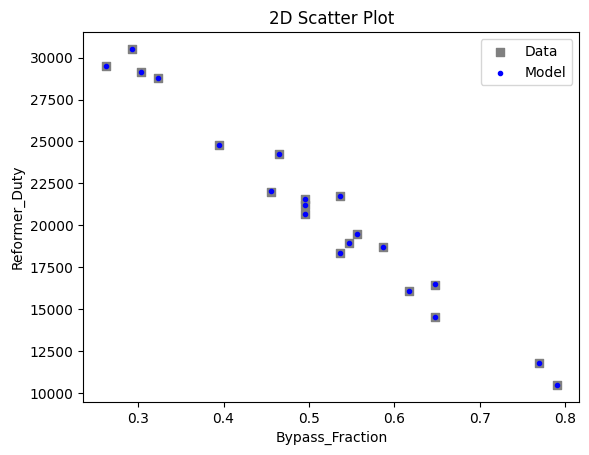 2D Scatter Plot
Data
Model
30000
27500
25000
22500
20000
17500
15000
12500
10000
Reformer_Duty
0.3 0.4 0.5 0.6 0.7 0.8
Bypass_Fraction